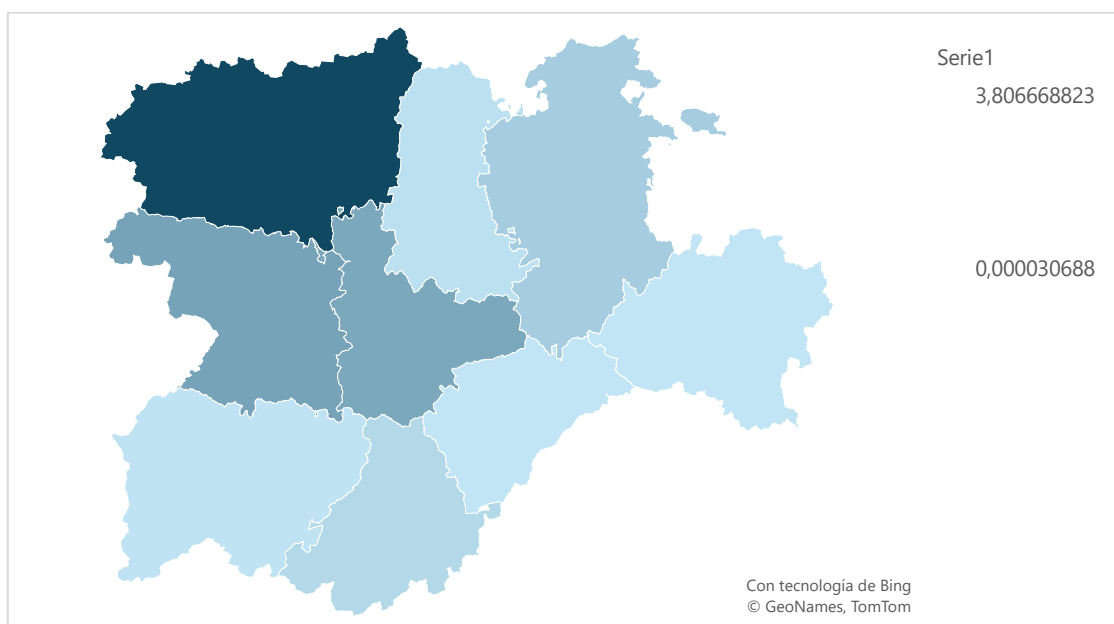 Serie1
3,806668823
0,000030688
Con tecnología de Bing
© GeoNames, TomTom